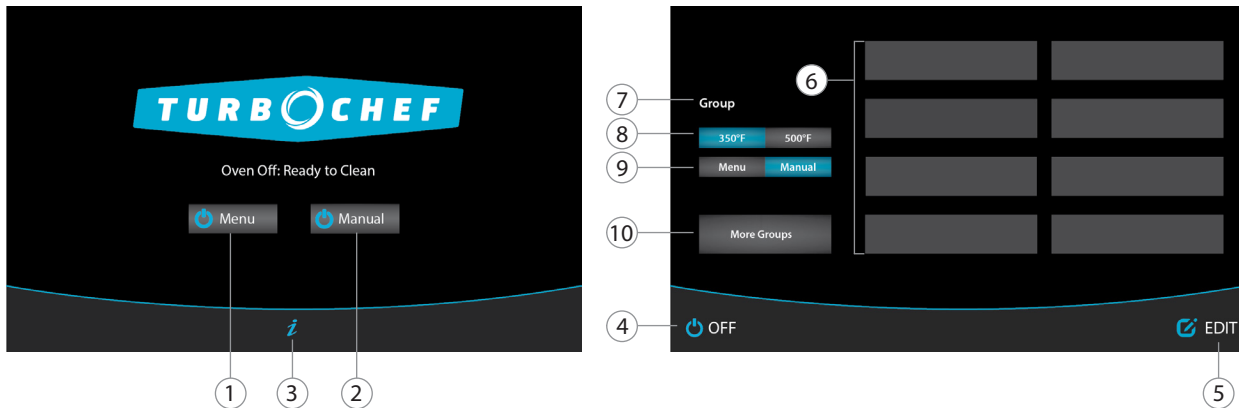 TURBOCHEF
Oven Off: Ready to Clean
Menu
Manual
i
1
3
2
6
7
Group
8
350°F
500°F
9
Menu
Manual
10
More Groups
4
OFF
EDIT
5